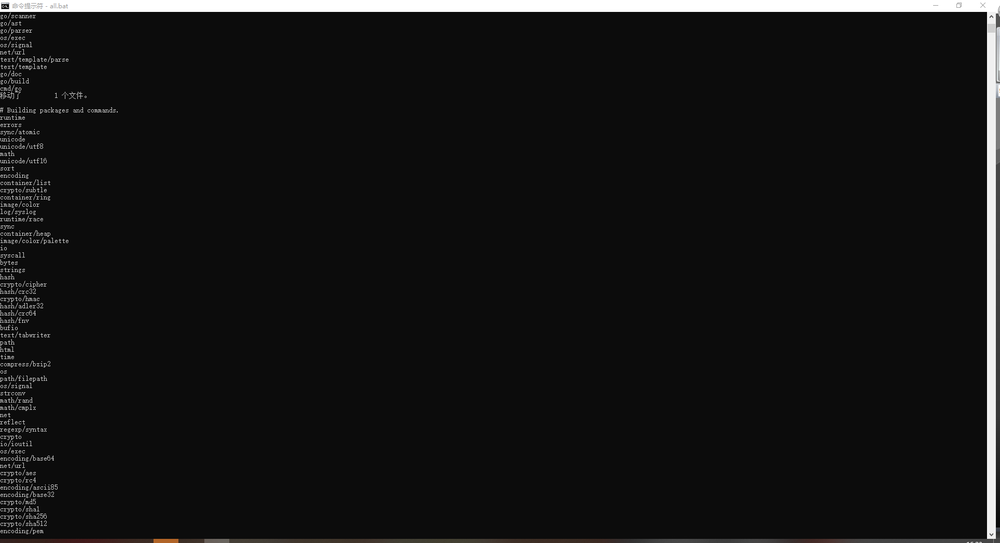 命令提示符 - all.bat
go/scanner
go/ast
go/parser
os/exec
os/signal
net/url
text/template/parse
text/template
go/doc
go/build
cmd/go
移动了         1 个文件。
# Building packages and commands.
runtime
errors
sync/atomic
unicode
unicode/utf8
math
unicode/utf16
sort
encoding
container/list
crypto/subtle
container/ring
image/color
log/syslog
runtime/race
sync
container/heap
image/color/palette
io
syscall
bytes
strings
hash
crypto/cipher
hash/crc32
crypto/hmac
hash/adler32
hash/crc64
hash/fnv
bufio
text/tabwriter
path
html
time
compress/bzip2
os
path/filepath
os/signal
strconv
math/rand
math/cmplx
net
reflect
regexp/syntax
crypto
io/ioutil
os/exec
encoding/base64
net/url
crypto/aes
crypto/rc4
encoding/ascii85
encoding/base32
crypto/md5
crypto/sha1
crypto/sha256
crypto/sha512
encoding/pem